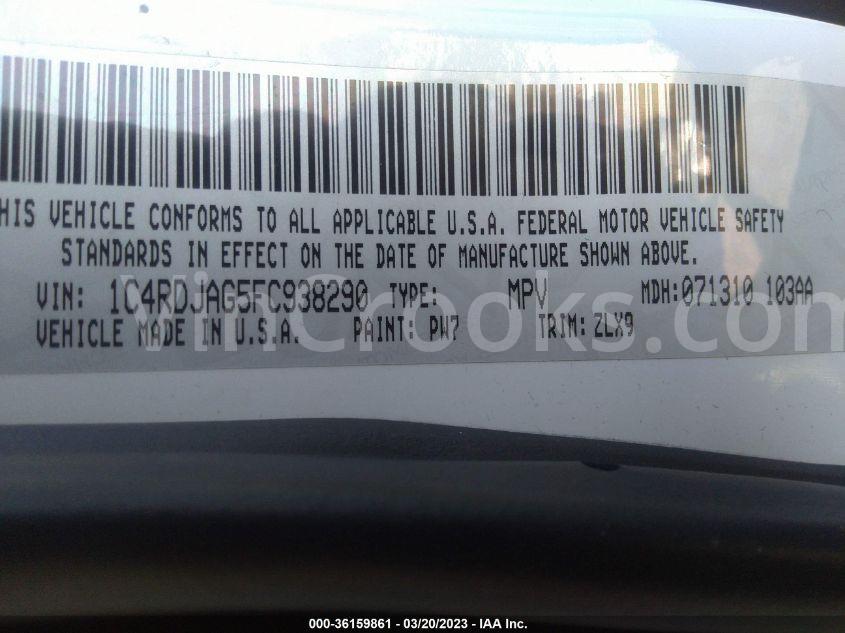 HIS VEHICLE CONFORMS TO ALL APPLICABLE U.S.A. FEDERAL MOTOR VEHICLE SAFETY
STANDARDS IN EFFECT ON THE DATE OF MANUFACTURE SHOWN ABOVE.
VIN: 1C4RDJAG5FC938290 TYPE: MPV MDH:071310 103AA
VEHICLE MADE IN U.S.A. PAINT: PW7 TRIM: ZLX9
VinCrooks.com
000-36159861 - 03/20/2023 - IAA Inc.